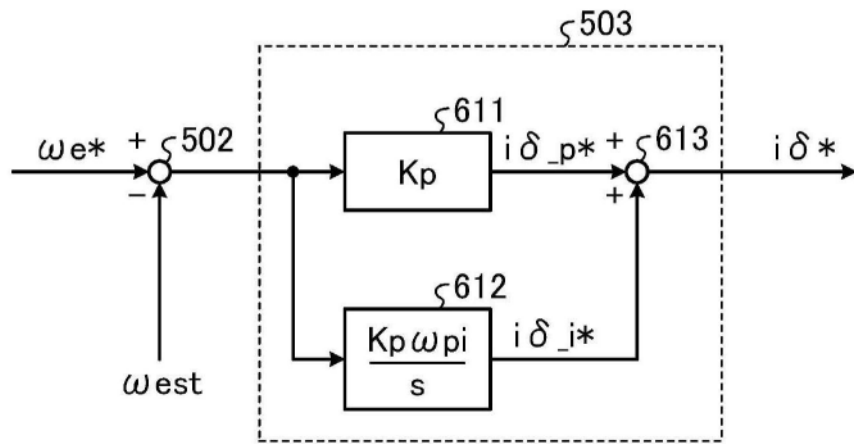 503
611
ωe*
+
502
Kp
iδ_p*
+
613
iδ*
−
+
612
Kpωpi
s
iδ_i*
ωest